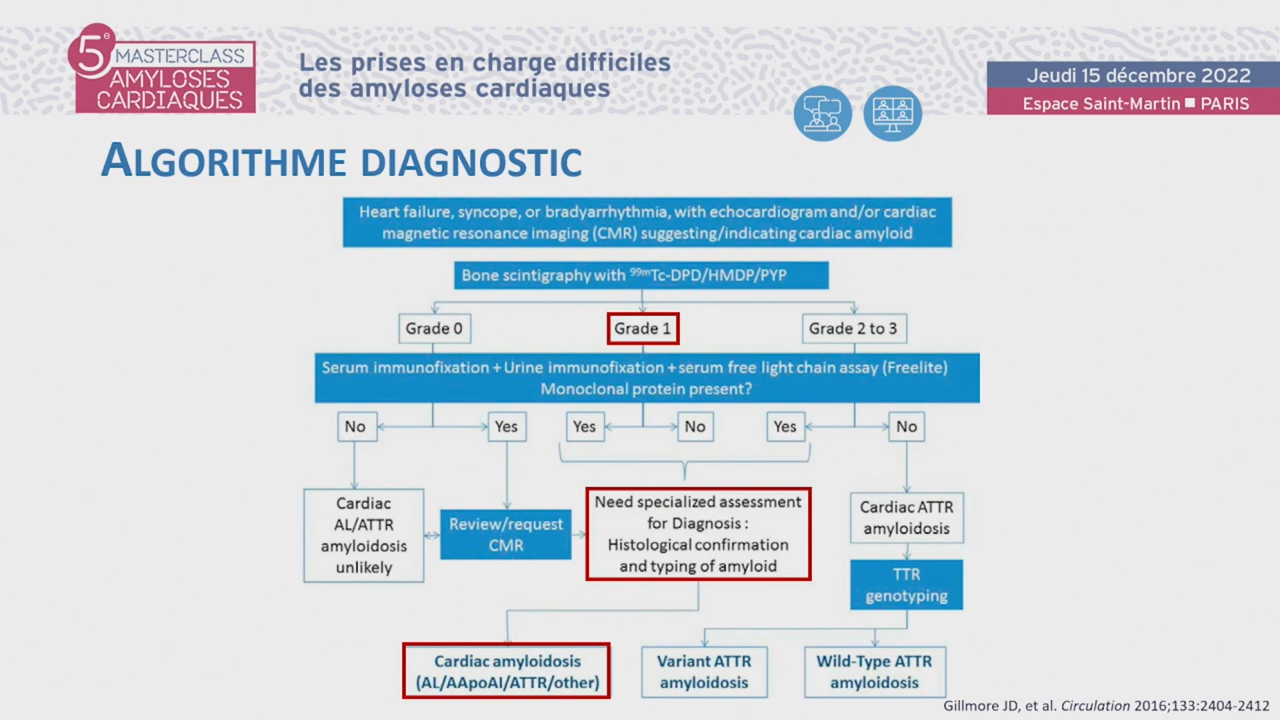 5e MASTERCLASS
AMYLOSES
CARDIAQUES
Les prises en charge difficiles
des amyloses cardiaques
Jeudi 15 décembre 2022
Espace Saint-Martin ■ PARIS
ALGORITHME DIAGNOSTIC
Heart failure, syncope, or bradyarrhythmia, with echocardiogram and/or cardiac
magnetic resonance imaging (CMR) suggesting/indicating cardiac amyloid
Bone scintigraphy with 99mTc-DPD/HMDP/PYP
Grade 0
Grade 1
Grade 2 to 3
Serum immunofixation + Urine immunofixation + serum free light chain assay (Freelite)
Monoclonal protein present?
No
Yes
Yes
No
Yes
No
Cardiac
AL/ATTR
amyloidosis
unlikely
Review/request
CMR
Need specialized assessment
for Diagnosis :
Histological confirmation
and typing of amyloid
Cardiac ATTR
amyloidosis
TTR
genotyping
Cardiac amyloidosis
(AL/AApoAI/ATTR/other)
Variant ATTR
amyloidosis
Wild-Type ATTR
amyloidosis
Gillmore JD, et al. Circulation 2016;133:2404-2412